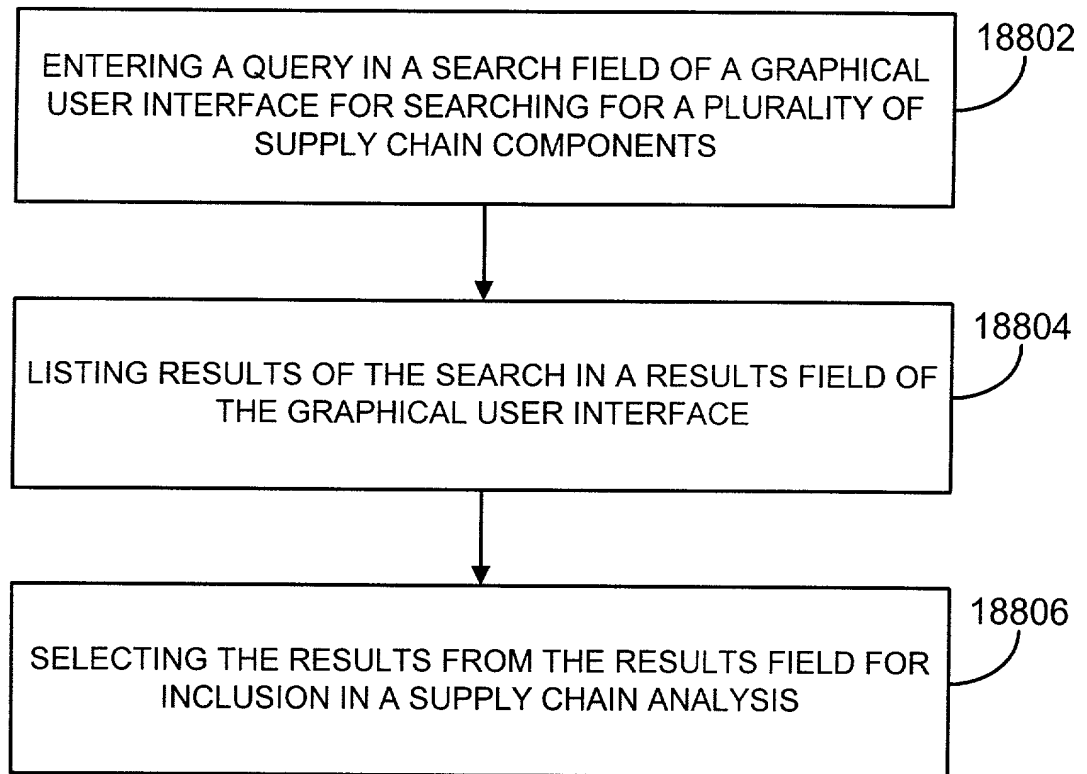 18802
ENTERING A QUERY IN A SEARCH FIELD OF A GRAPHICAL
USER INTERFACE FOR SEARCHING FOR A PLURALITY OF
SUPPLY CHAIN COMPONENTS
18804
LISTING RESULTS OF THE SEARCH IN A RESULTS FIELD OF
THE GRAPHICAL USER INTERFACE
18806
SELECTING THE RESULTS FROM THE RESULTS FIELD FOR
INCLUSION IN A SUPPLY CHAIN ANALYSIS